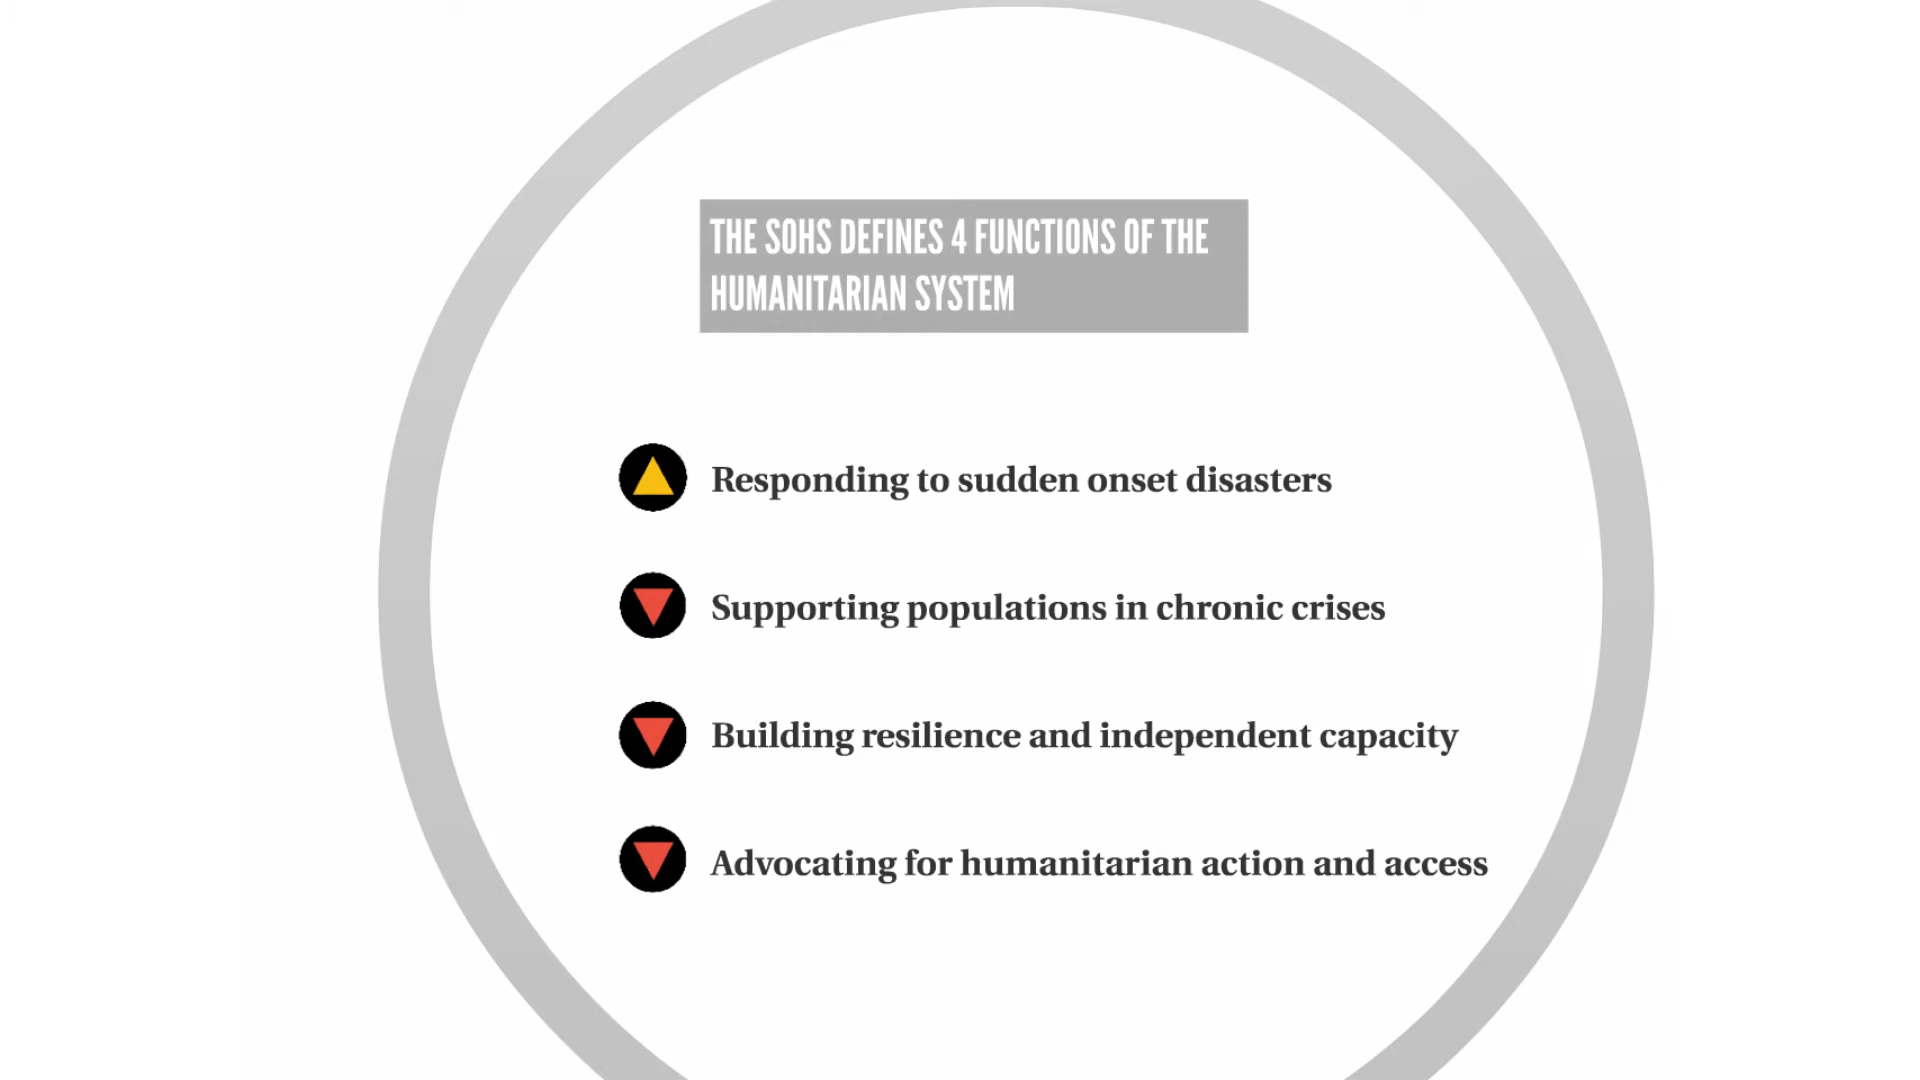 THE SOHS DEFINES 4 FUNCTIONS OF THE
HUMANITARIAN SYSTEM
Responding to sudden onset disasters
Supporting populations in chronic crises
Building resilience and independent capacity
Advocating for humanitarian action and access